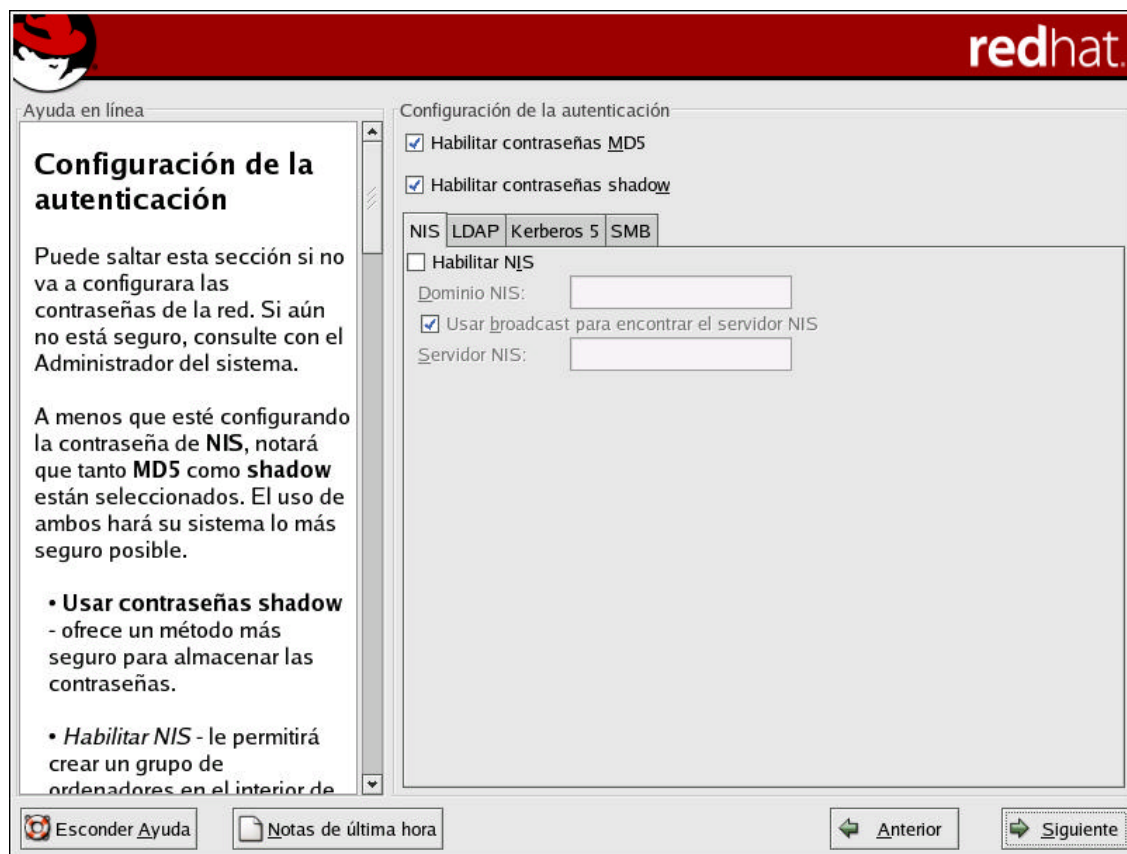 redhat.
Ayuda en línea
Configuración de la
autenticación
Puede saltar esta sección si no
va a configurara las
contraseñas de la red. Si aún
no está seguro, consulte con el
Administrador del sistema.
A menos que esté configurando
la contraseña de NIS, notará
que tanto MD5 como shadow
están seleccionados. El uso de
ambos hará su sistema lo más
seguro posible.
• Usar contraseñas shadow
- ofrece un método más
seguro para almacenar las
contraseñas.
• Habilitar NIS - le permitirá
crear un grupo de
ordenadores en el interior de
Configuración de la autenticación
Habilitar contraseñas MD5
Habilitar contraseñas shadow
NIS LDAP Kerberos 5 SMB
Habilitar NIS
Dominio NIS:
Usar broadcast para encontrar el servidor NIS
Servidor NIS:
Esconder Ayuda Notas de última hora Anterior Siguiente